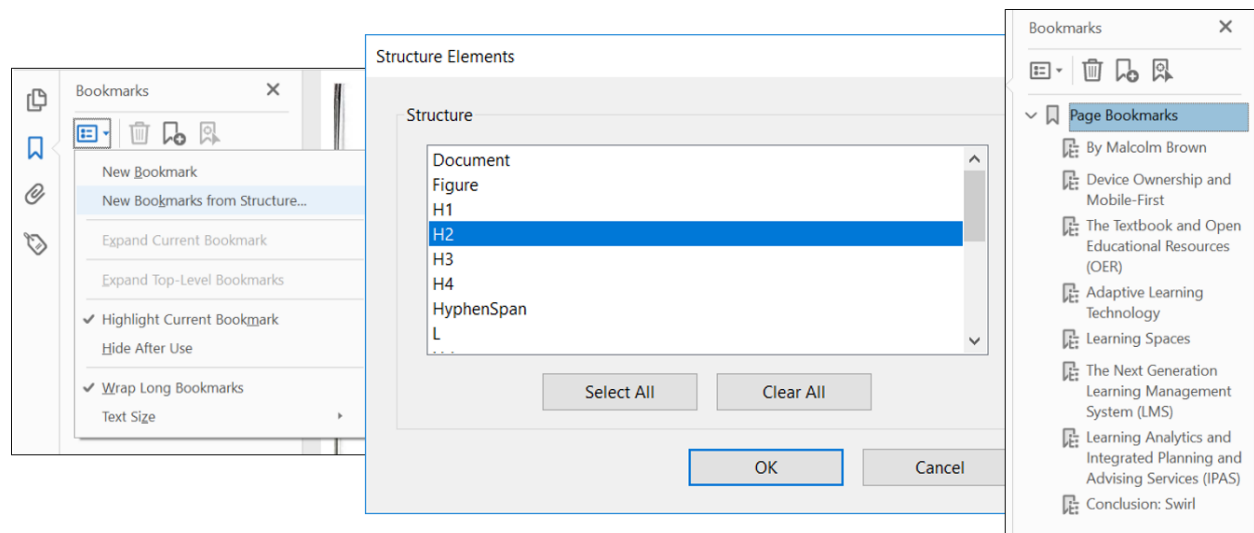 Bookmarks
New Bookmark
New Bookmarks from Structure...
Expand Current Bookmark
Expand Top-Level Bookmarks
Highlight Current Bookmark
Hide After Use
Wrap Long Bookmarks
Text Size
Structure Elements
Structure
Document
Figure
H1
H2
H3
H4
HyphenSpan
L
Select All
Clear All
OK
Cancel
Bookmarks
Page Bookmarks
By Malcolm Brown
Device Ownership and
Mobile-First
The Textbook and Open
Educational Resources
(OER)
Adaptive Learning
Technology
Learning Spaces
The Next Generation
Learning Management
System (LMS)
Learning Analytics and
Integrated Planning and
Advising Services (IPAS)
Conclusion: Swirl